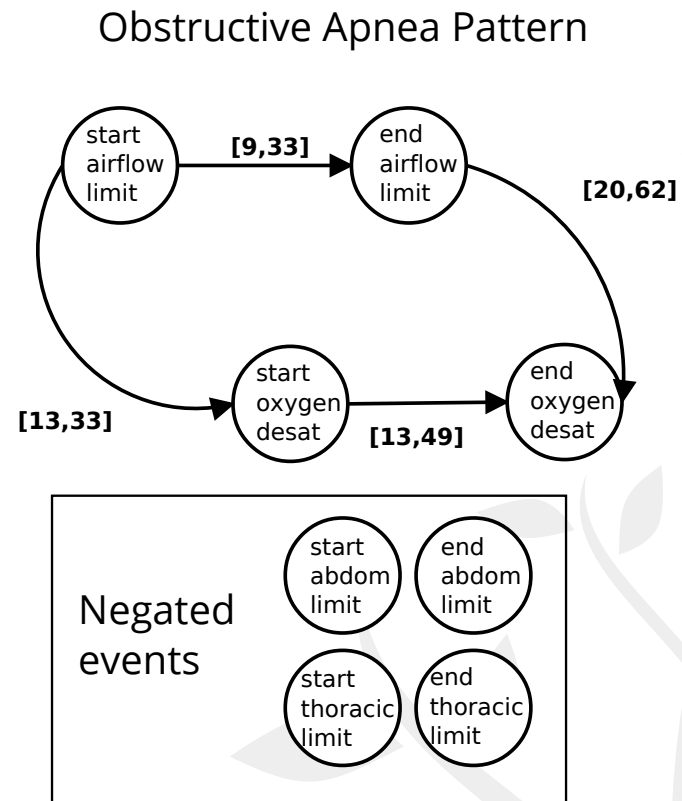 Obstructive Apnea Pattern
start
airflow
limit
[9,33]
end
airflow
limit
[20,62]
start
oxygen
desat
[13,33]
[13,49]
end
oxygen
desat
Negated
events
start
abdom
limit
end
abdom
limit
start
thoracic
limit
end
thoracic
limit